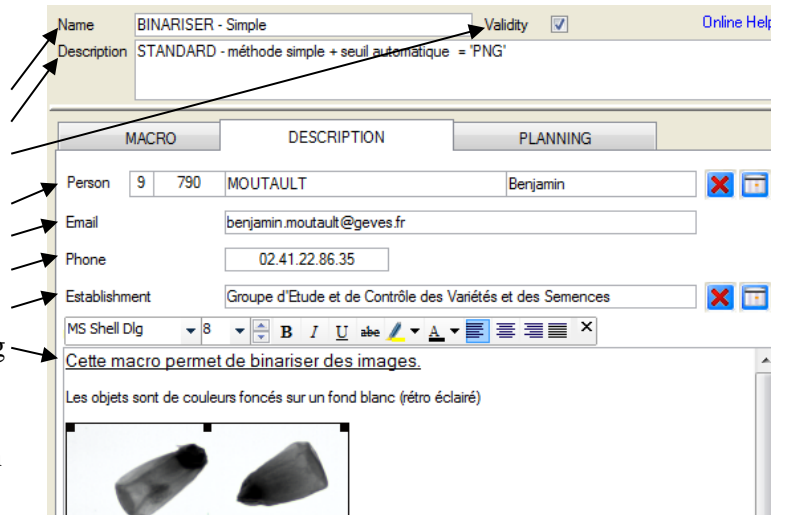 Name BINARISER - Simple Validity Online Help
Description STANDARD - méthode simple + seuil automatique = 'PNG'
MACRO DESCRIPTION PLANNING
Person 9 790 MOUTAULT Benjamin
Email benjamin.moutault@geves.fr
Phone 02.41.22.86.35
Establishment Groupe d'Etude et de Contrôle des Variétés et des Semences
MS Shell Dlg 8 B I U abc A
g
Cette macro permet de binariser des images.
Les objets sont de couleurs foncés sur un fond blanc (rétro éclairé)